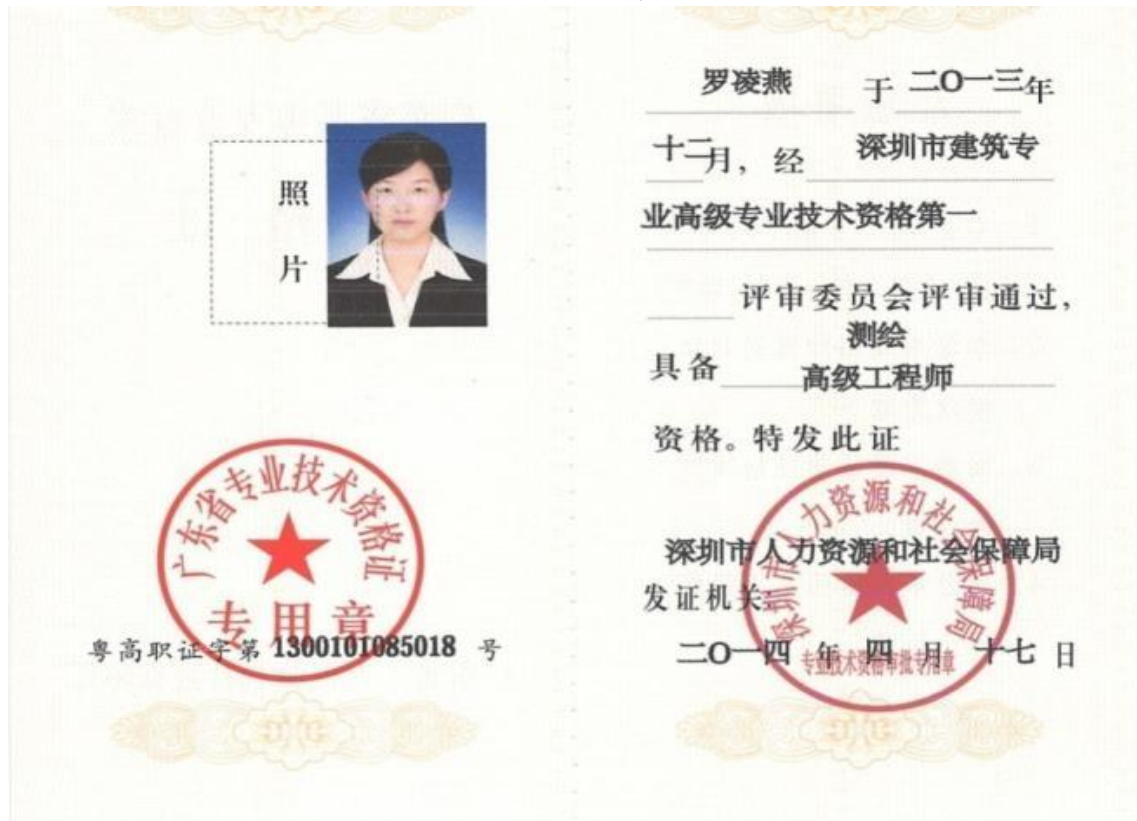 照
片
广东省专业技术资格证
专用章
粤高职证字第 1300101085018 号
罗凌燕 于 二O一三年
十二月，经 深圳市建筑专
业高级专业技术资格第一
评审委员会评审通过，
测绘
具备 高级工程师
资格。特发此证
深圳市人力资源和社会保障局
深圳市人力资源和社会保障局
发证机关：
二O一四 年 四 月 十七 日
专业技术资格审批专用章